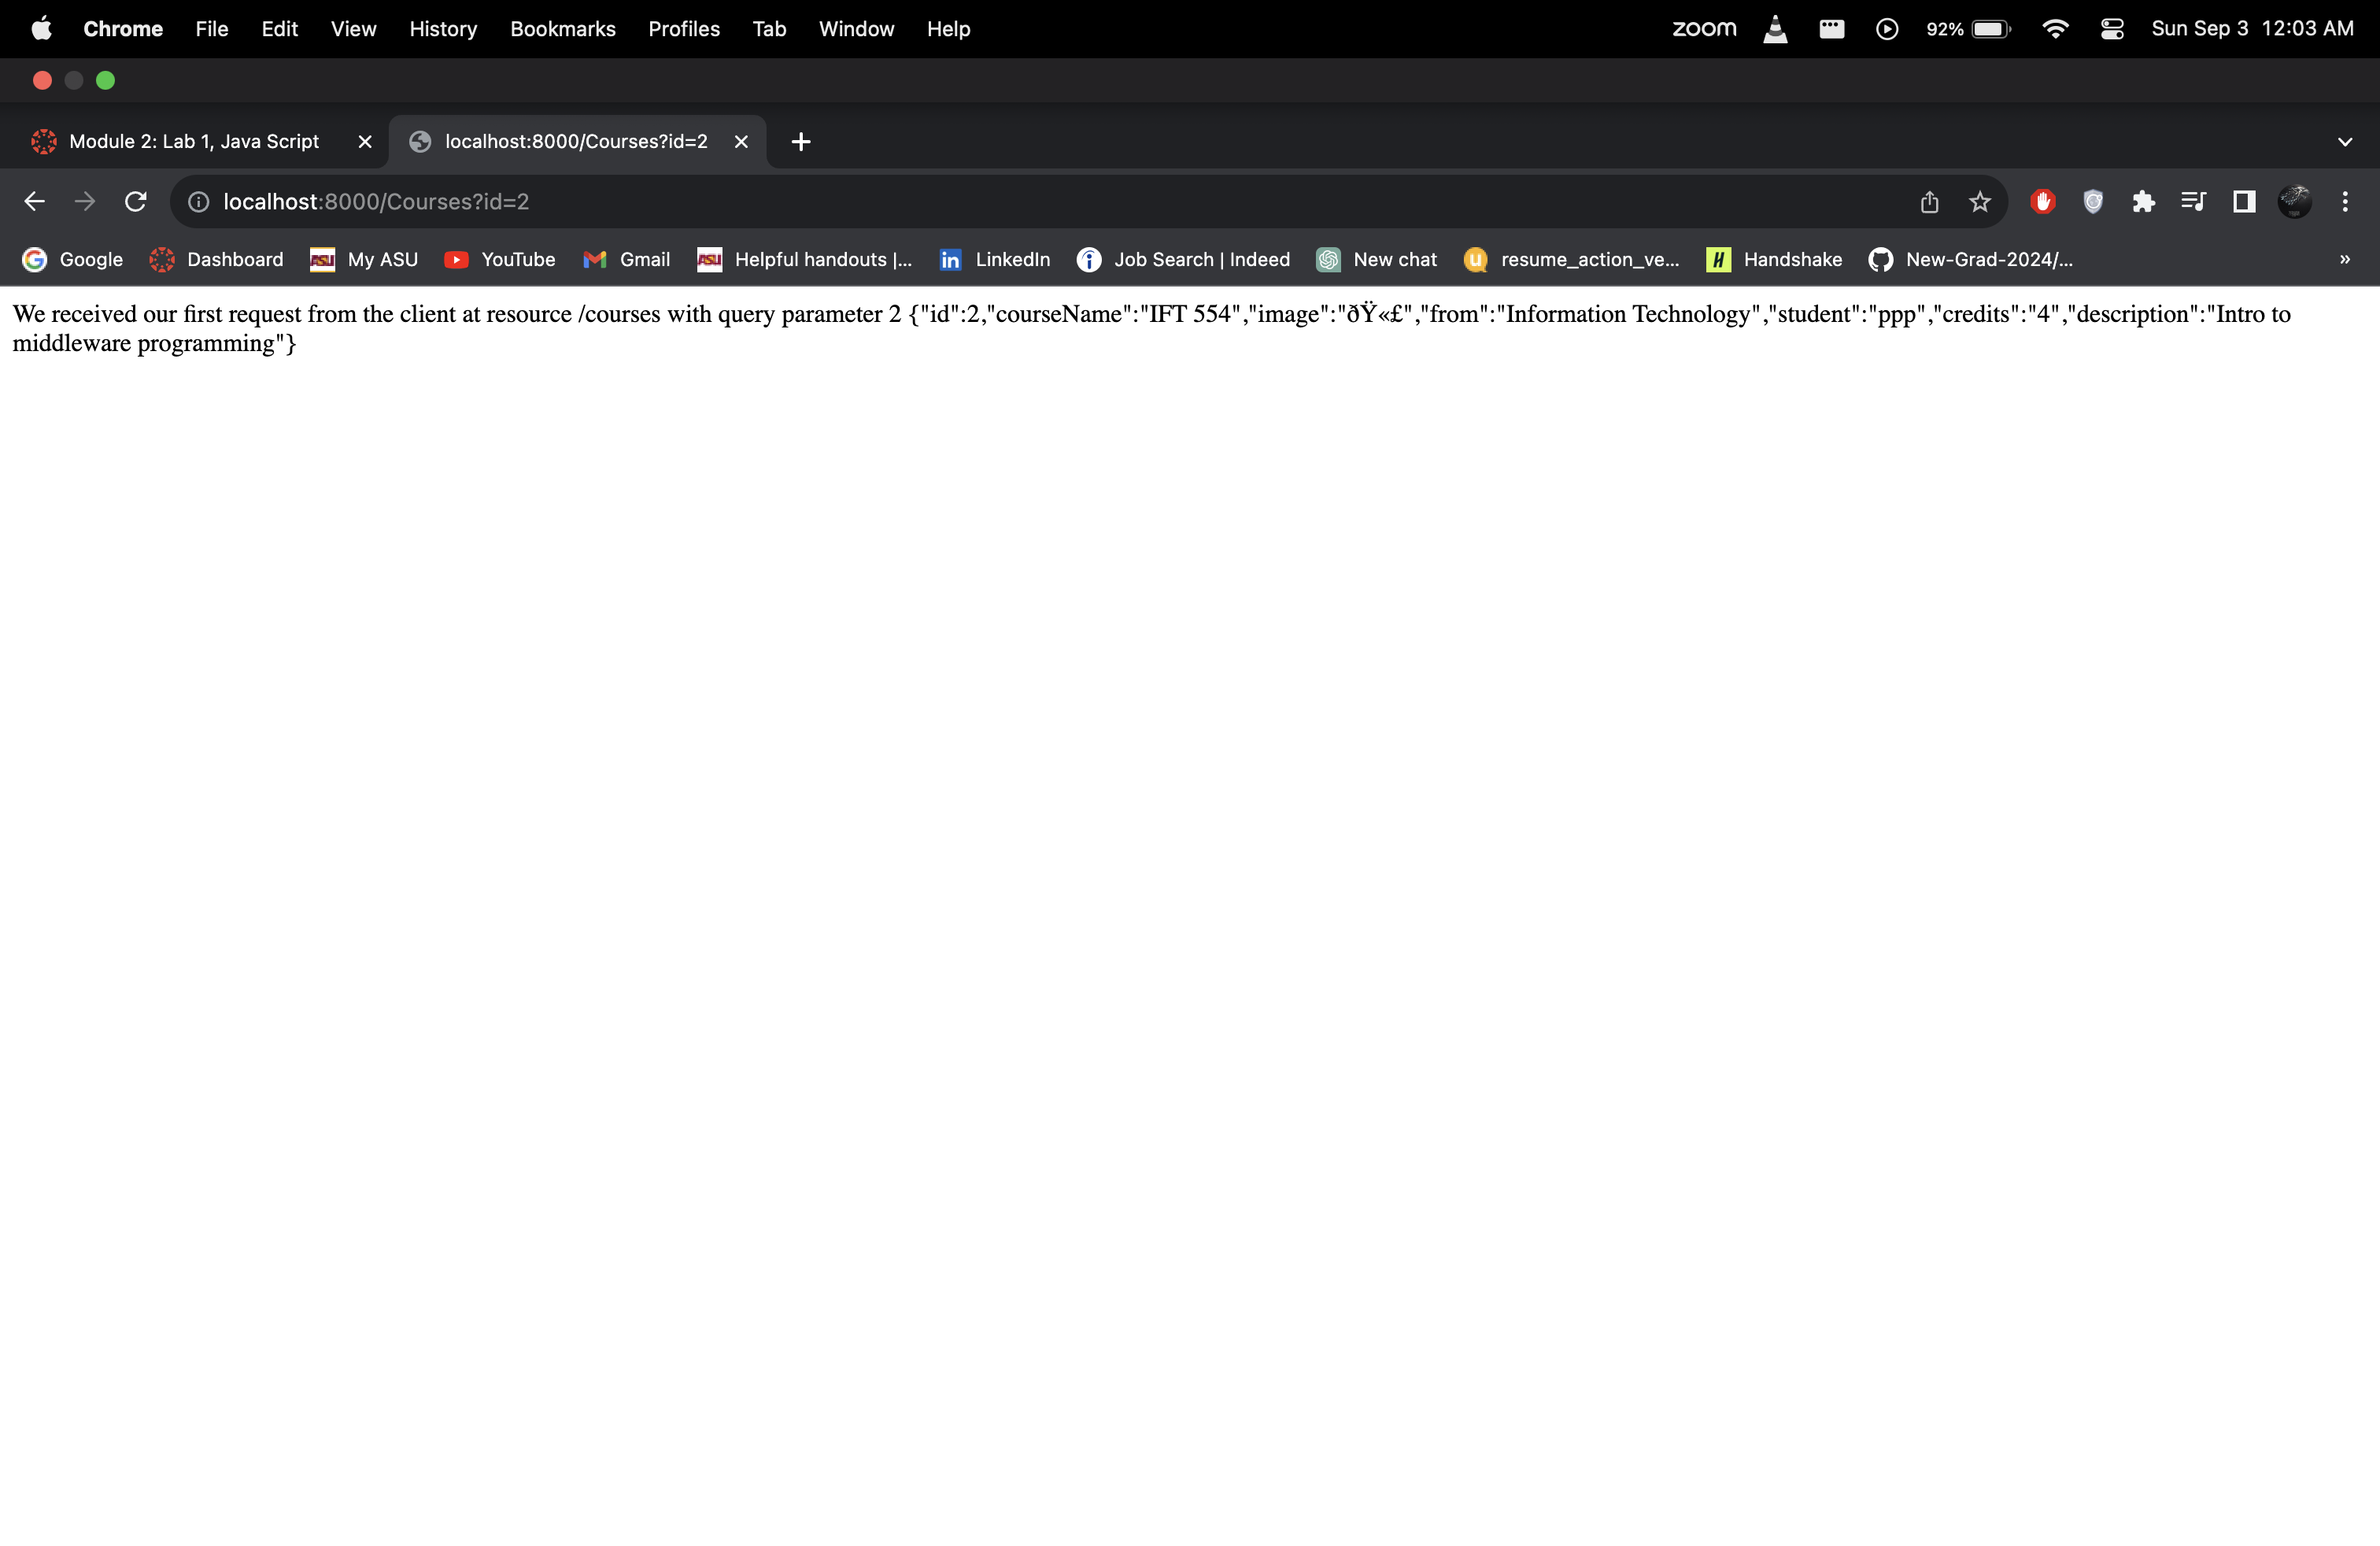 Chrome File Edit View History Bookmarks Profiles Tab Window Help zoom 92% Sun Sep 3 12:03 AM
Module 2: Lab 1, Java Script localhost:8000/Courses?id=2
localhost:8000/Courses?id=2
Google Dashboard My ASU YouTube Gmail Helpful handouts |... LinkedIn Job Search | Indeed New chat resume_action_ve... Handshake New-Grad-2024/... »
We received our first request from the client at resource /courses with query parameter 2 {"id":2,"courseName":"IFT 554","image":"ðŸ«£","from":"Information Technology","student":"ppp","credits":"4","description":"Intro to
middleware programming"}